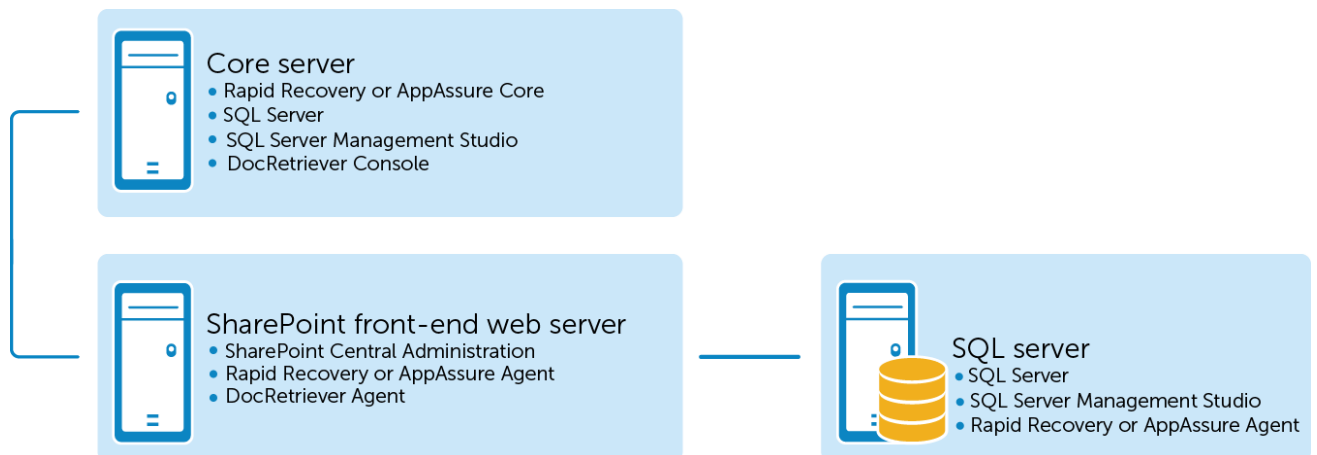 Core server
• Rapid Recovery or AppAssure Core
• SQL Server
• SQL Server Management Studio
• DocRetriever Console
SharePoint front-end web server
• SharePoint Central Administration
• Rapid Recovery or AppAssure Agent
• DocRetriever Agent
SQL server
• SQL Server
• SQL Server Management Studio
• Rapid Recovery or AppAssure Agent